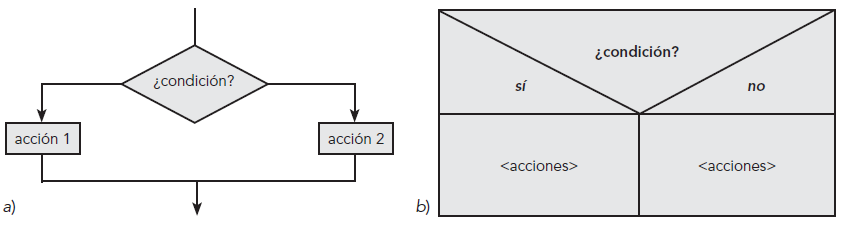 ¿condición?
acción 1
acción 2
a)
¿condición?
sí
no
<acciones>
<acciones>
b)